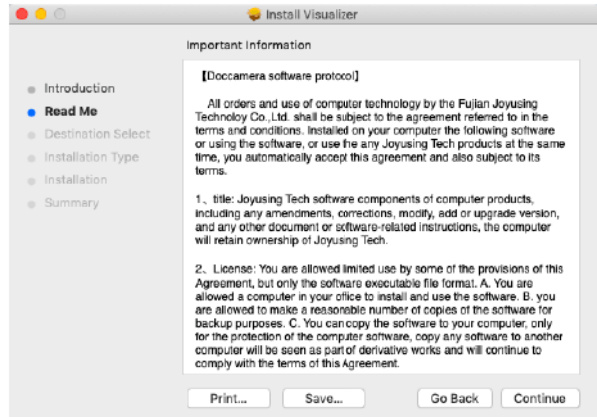 Install Visualizer
Important Information
Introduction
Read Me
Destination Select
Installation Type
Installation
Summary
【Doccamera software protocol】
All orders and use of computer technology by the Fujian Joyusing
Technoloy Co.,Ltd. shall be subject to the agreement referred to in the
terms and conditions. Installed on your computer the following software
or using the software, or use the any Joyusing Tech products at the same
time, you automatically accept this agreement and also subject to its
terms.
1、title: Joyusing Tech software components of computer products,
including any amendments, corrections, modify, add or upgrade version,
and any other document or software-related instructions, the computer
will retain ownership of Joyusing Tech.
2、License: You are allowed limited use by some of the provisions of this
Agreement, but only the software executable file format. A. You are
allowed a computer in your office to install and use the software. B. you
are allowed to make a reasonable number of copies of the software for
backup purposes. C. You can copy the software to your computer, only
for the protection of the computer software, copy any software to another
computer will be seen as part of derivative works and will continue to
comply with the terms of this Agreement.
Print...
Save...
Go Back
Continue